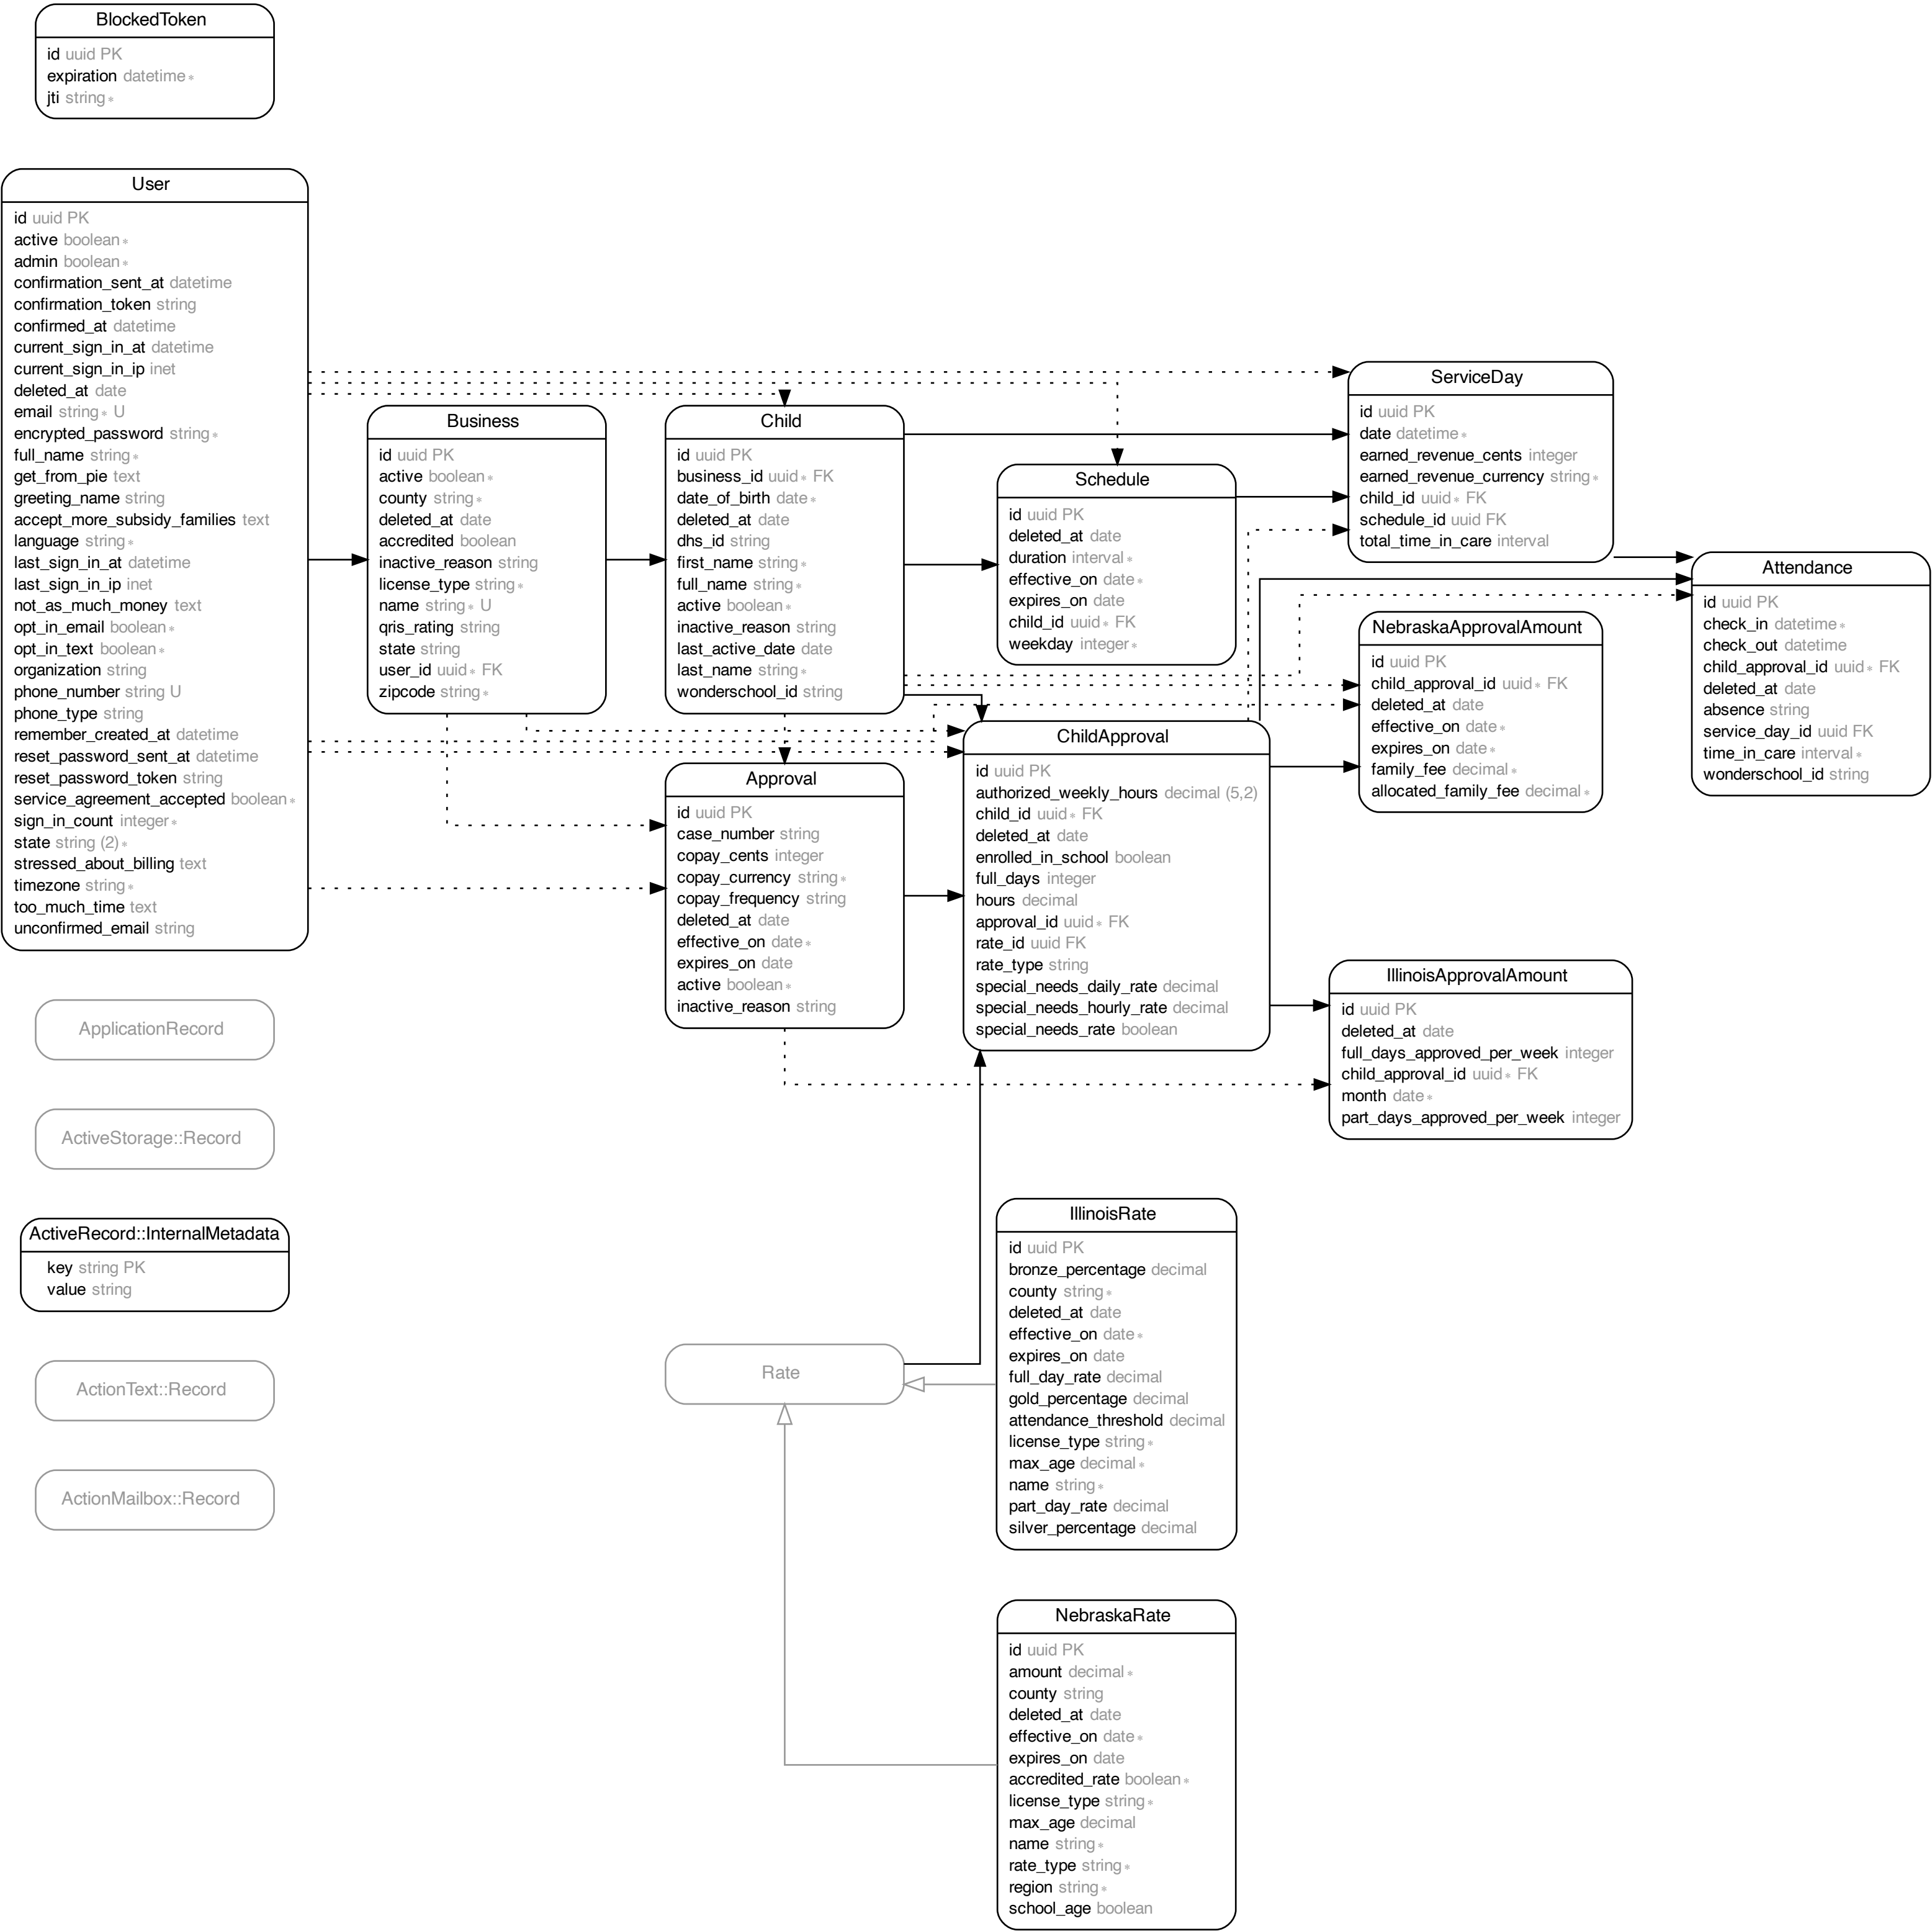 BlockedToken
id uuid PK
expiration datetime ∗
jti string ∗
User
id uuid PK
active boolean ∗
admin boolean ∗
confirmation_sent_at datetime
confirmation_token string
confirmed_at datetime
current_sign_in_at datetime
current_sign_in_ip inet
deleted_at date
email string ∗ U
encrypted_password string ∗
full_name string ∗
get_from_pie text
greeting_name string
accept_more_subsidy_families text
language string ∗
last_sign_in_at datetime
last_sign_in_ip inet
not_as_much_money text
opt_in_email boolean ∗
opt_in_text boolean ∗
organization string
phone_number string U
phone_type string
remember_created_at datetime
reset_password_sent_at datetime
reset_password_token string
service_agreement_accepted boolean ∗
sign_in_count integer ∗
state string (2) ∗
stressed_about_billing text
timezone string ∗
too_much_time text
unconfirmed_email string
Business
id uuid PK
active boolean ∗
county string ∗
deleted_at date
accredited boolean
inactive_reason string
license_type string ∗
name string ∗ U
qris_rating string
state string
user_id uuid ∗ FK
zipcode string ∗
Child
id uuid PK
business_id uuid ∗ FK
date_of_birth date ∗
deleted_at date
dhs_id string
first_name string ∗
full_name string ∗
active boolean ∗
inactive_reason string
last_active_date date
last_name string ∗
wonderschool_id string
Schedule
id uuid PK
deleted_at date
duration interval ∗
effective_on date ∗
expires_on date
child_id uuid ∗ FK
weekday integer ∗
ServiceDay
id uuid PK
date datetime ∗
earned_revenue_cents integer
earned_revenue_currency string ∗
child_id uuid ∗ FK
schedule_id uuid FK
total_time_in_care interval
Attendance
id uuid PK
check_in datetime ∗
check_out datetime
child_approval_id uuid ∗ FK
deleted_at date
absence string
service_day_id uuid FK
time_in_care interval ∗
wonderschool_id string
NebraskaApprovalAmount
id uuid PK
child_approval_id uuid ∗ FK
deleted_at date
effective_on date ∗
expires_on date ∗
family_fee decimal ∗
allocated_family_fee decimal ∗
Approval
id uuid PK
case_number string
copay_cents integer
copay_currency string ∗
copay_frequency string
deleted_at date
effective_on date ∗
expires_on date
active boolean ∗
inactive_reason string
ChildApproval
id uuid PK
authorized_weekly_hours decimal (5,2)
child_id uuid ∗ FK
deleted_at date
enrolled_in_school boolean
full_days integer
hours decimal
approval_id uuid ∗ FK
rate_id uuid FK
rate_type string
special_needs_daily_rate decimal
special_needs_hourly_rate decimal
special_needs_rate boolean
IllinoisApprovalAmount
id uuid PK
deleted_at date
full_days_approved_per_week integer
child_approval_id uuid ∗ FK
month date ∗
part_days_approved_per_week integer
ApplicationRecord
ActiveStorage::Record
ActiveRecord::InternalMetadata
key string PK
value string
ActionText::Record
ActionMailbox::Record
Rate
IllinoisRate
id uuid PK
bronze_percentage decimal
county string ∗
deleted_at date
effective_on date ∗
expires_on date
full_day_rate decimal
gold_percentage decimal
attendance_threshold decimal
license_type string ∗
max_age decimal ∗
name string ∗
part_day_rate decimal
silver_percentage decimal
NebraskaRate
id uuid PK
amount decimal ∗
county string
deleted_at date
effective_on date ∗
expires_on date
accredited_rate boolean ∗
license_type string ∗
max_age decimal
name string ∗
rate_type string ∗
region string ∗
school_age boolean